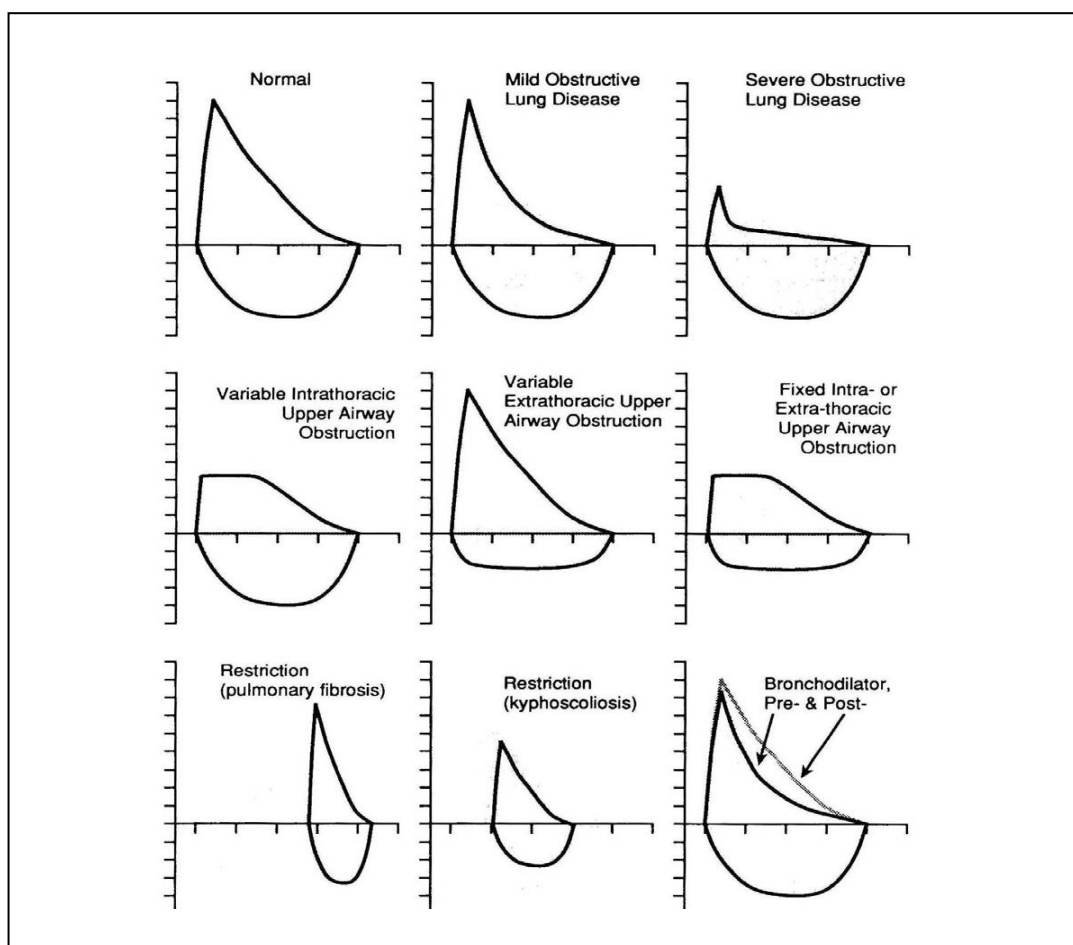 Normal
Mild Obstructive
Lung Disease
Severe Obstructive
Lung Disease
Variable Intrathoracic
Upper Airway
Obstruction
Variable
Extrathoracic Upper
Airway Obstruction
Fixed Intra- or
Extra-thoracic
Upper Airway
Obstruction
Restriction
(pulmonary fibrosis)
Restriction
(kyphoscoliosis)
Bronchodilator,
Pre- & Post-